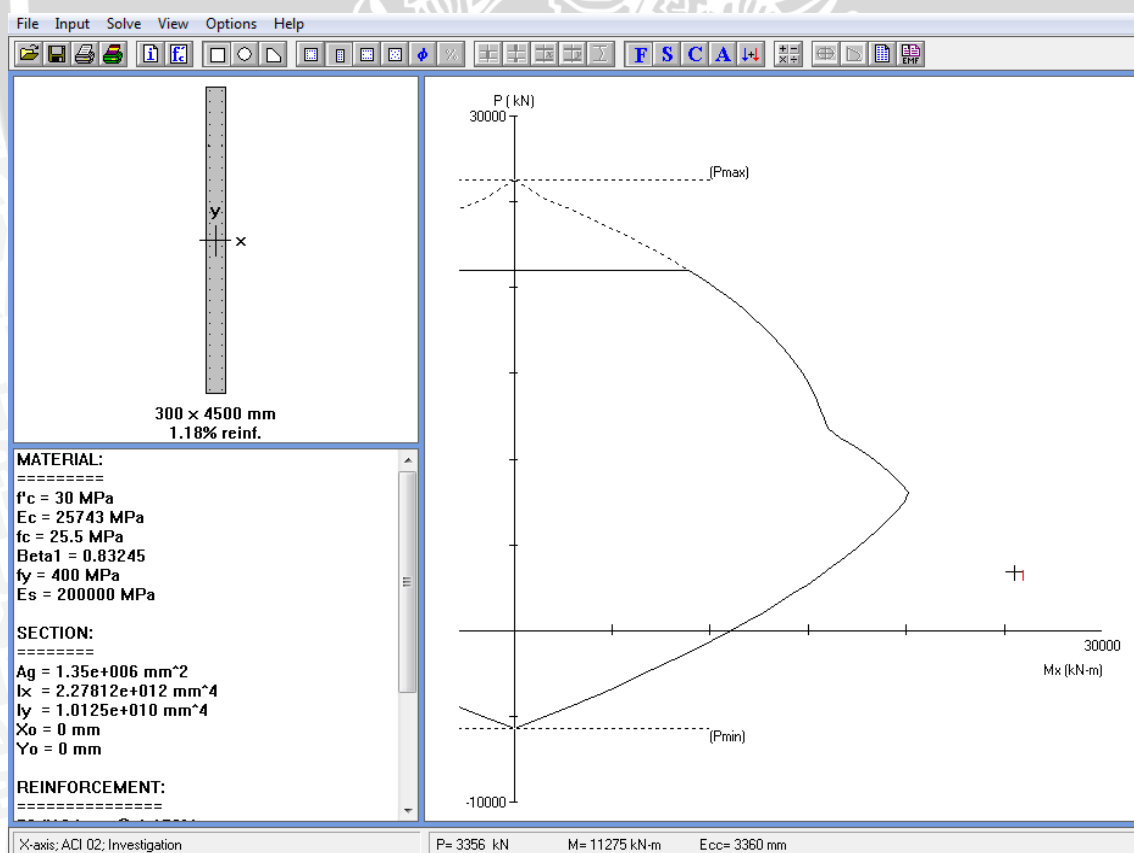 File Input Solve View Options Help
i f'c ϕ % F S C A EMF
y
x
300 x 4500 mm
1.18% reinf.
MATERIAL:
=========
f'c = 30 MPa
Ec = 25743 MPa
fc = 25.5 MPa
Beta1 = 0.83245
fy = 400 MPa
Es = 200000 MPa
SECTION:
========
Ag = 1.35e+006 mm^2
Ix = 2.27812e+012 mm^4
Iy = 1.0125e+010 mm^4
Xo = 0 mm
Yo = 0 mm
REINFORCEMENT:
===============
P ( kN)
30000
(Pmax)
1
30000
Mx (kN-m)
(Pmin)
-10000
X-axis; ACI 02; Investigation
P= 3356 kN M= 11275 kN-m Ecc= 3360 mm